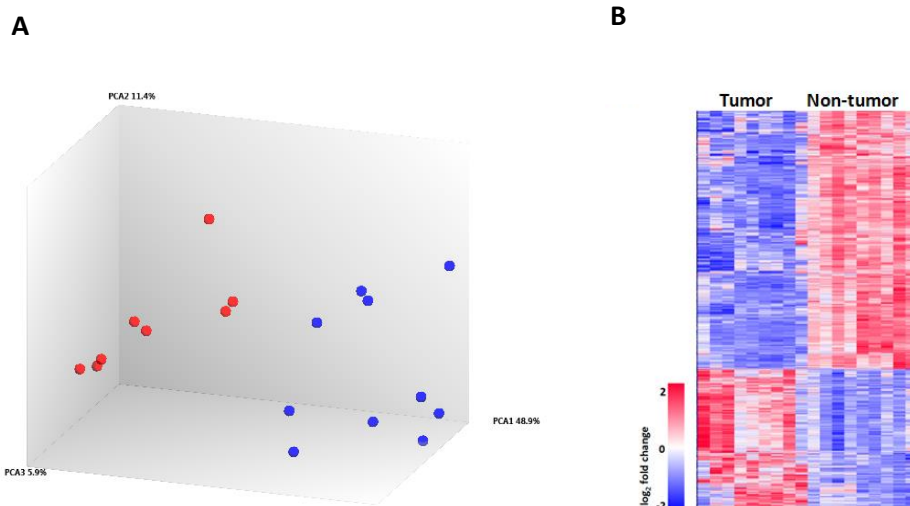 A
B
PCA2 11.4%
PCA1 48.9%
PCA3 5.9%
Tumor Non-tumor
2
0
-2
log2 fold change